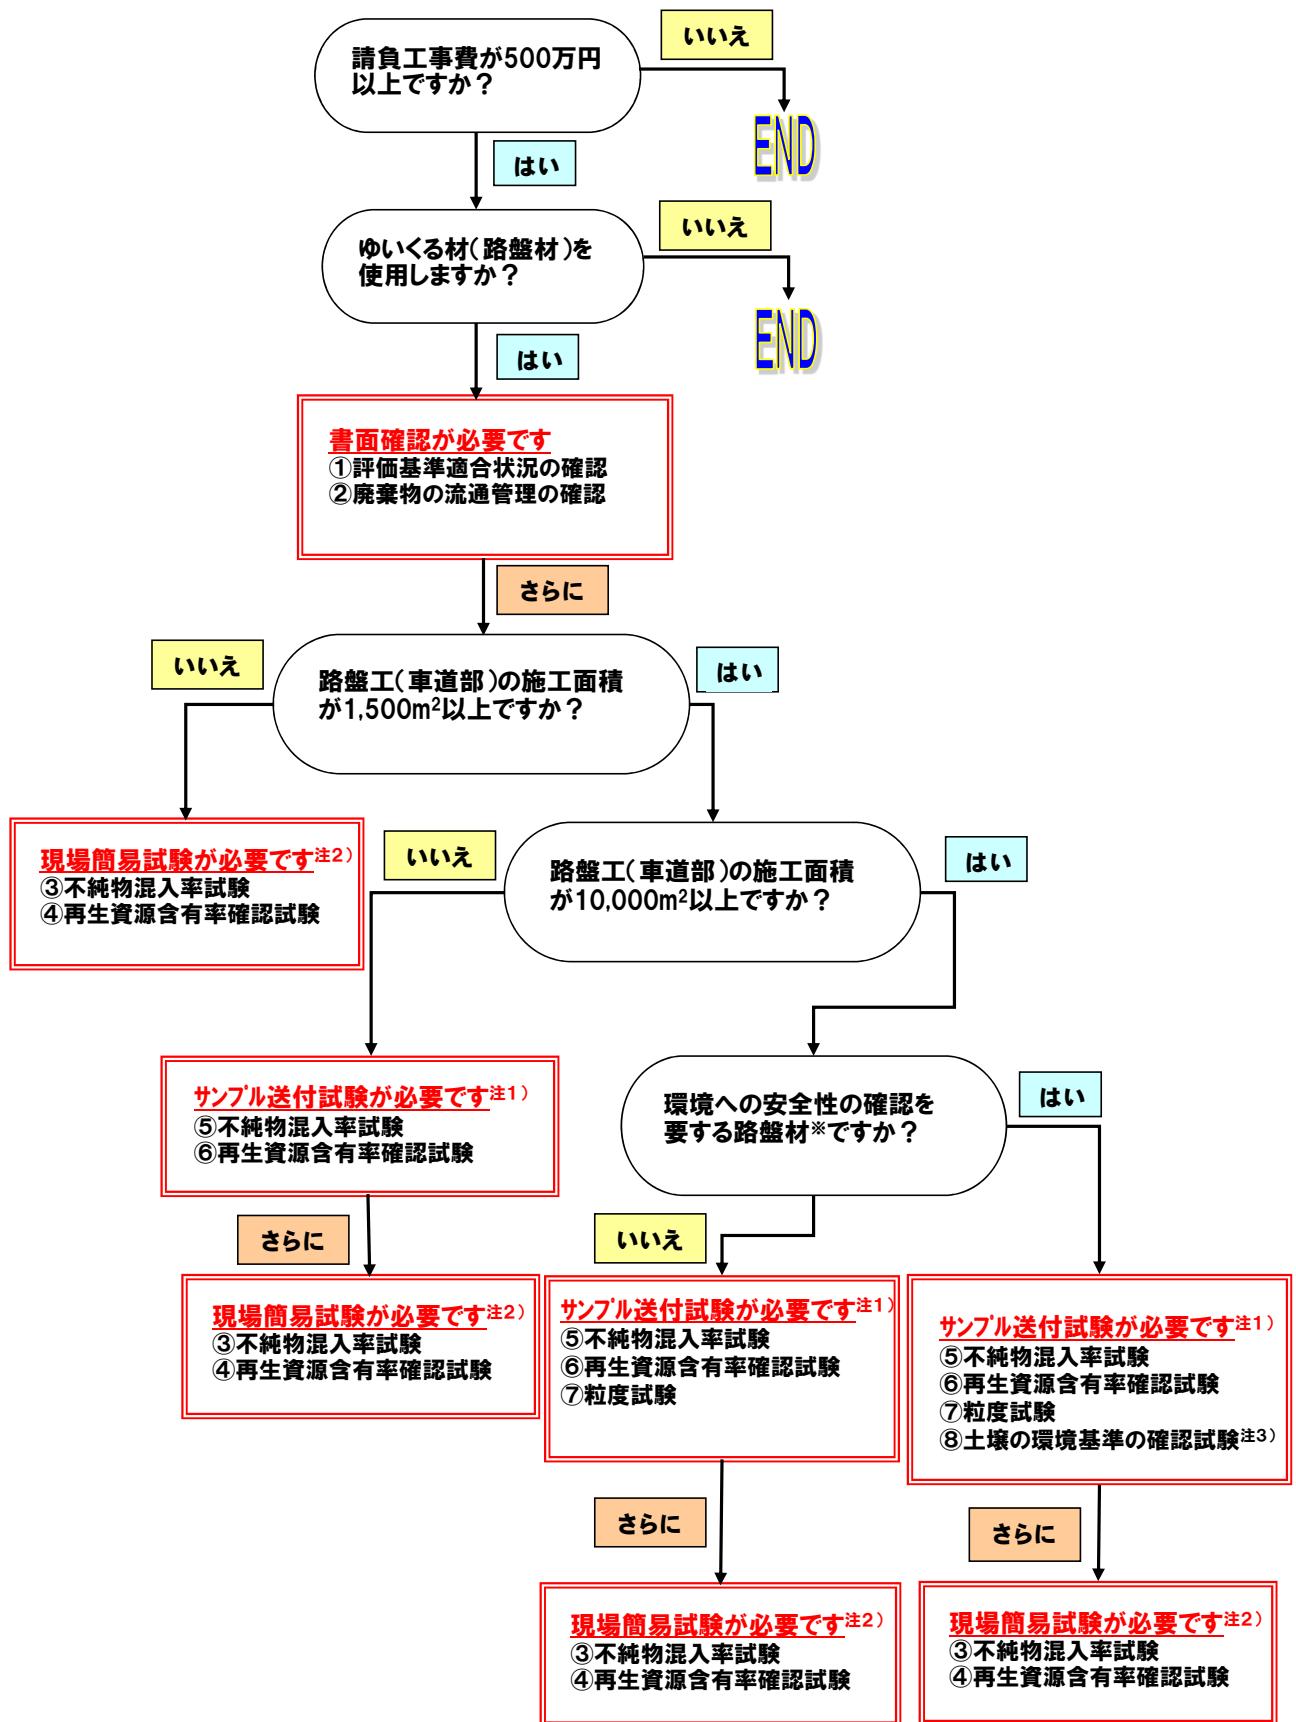 請負工事費が500万円
以上ですか？
いいえ
END
はい
ゆいくる材(路盤材)を
使用しますか？
いいえ
END
はい
書面確認が必要です
①評価基準適合状況の確認
②廃棄物の流通管理の確認
さらに
路盤工(車道部)の施工面積
が1,500m²以上ですか？
いいえ
はい
現場簡易試験が必要です注2)
③不純物混入率試験
④再生資源含有率確認試験
路盤工(車道部)の施工面積
が10,000m²以上ですか？
いいえ
はい
サンプル送付試験が必要です注1)
⑤不純物混入率試験
⑥再生資源含有率確認試験
さらに
現場簡易試験が必要です注2)
③不純物混入率試験
④再生資源含有率確認試験
環境への安全性の確認を
要する路盤材※ですか？
はい
いいえ
サンプル送付試験が必要です注1)
⑤不純物混入率試験
⑥再生資源含有率確認試験
⑦粒度試験
さらに
現場簡易試験が必要です注2)
③不純物混入率試験
④再生資源含有率確認試験
サンプル送付試験が必要です注1)
⑤不純物混入率試験
⑥再生資源含有率確認試験
⑦粒度試験
⑧土壌の環境基準の確認試験注3)
さらに
現場簡易試験が必要です注2)
③不純物混入率試験
④再生資源含有率確認試験